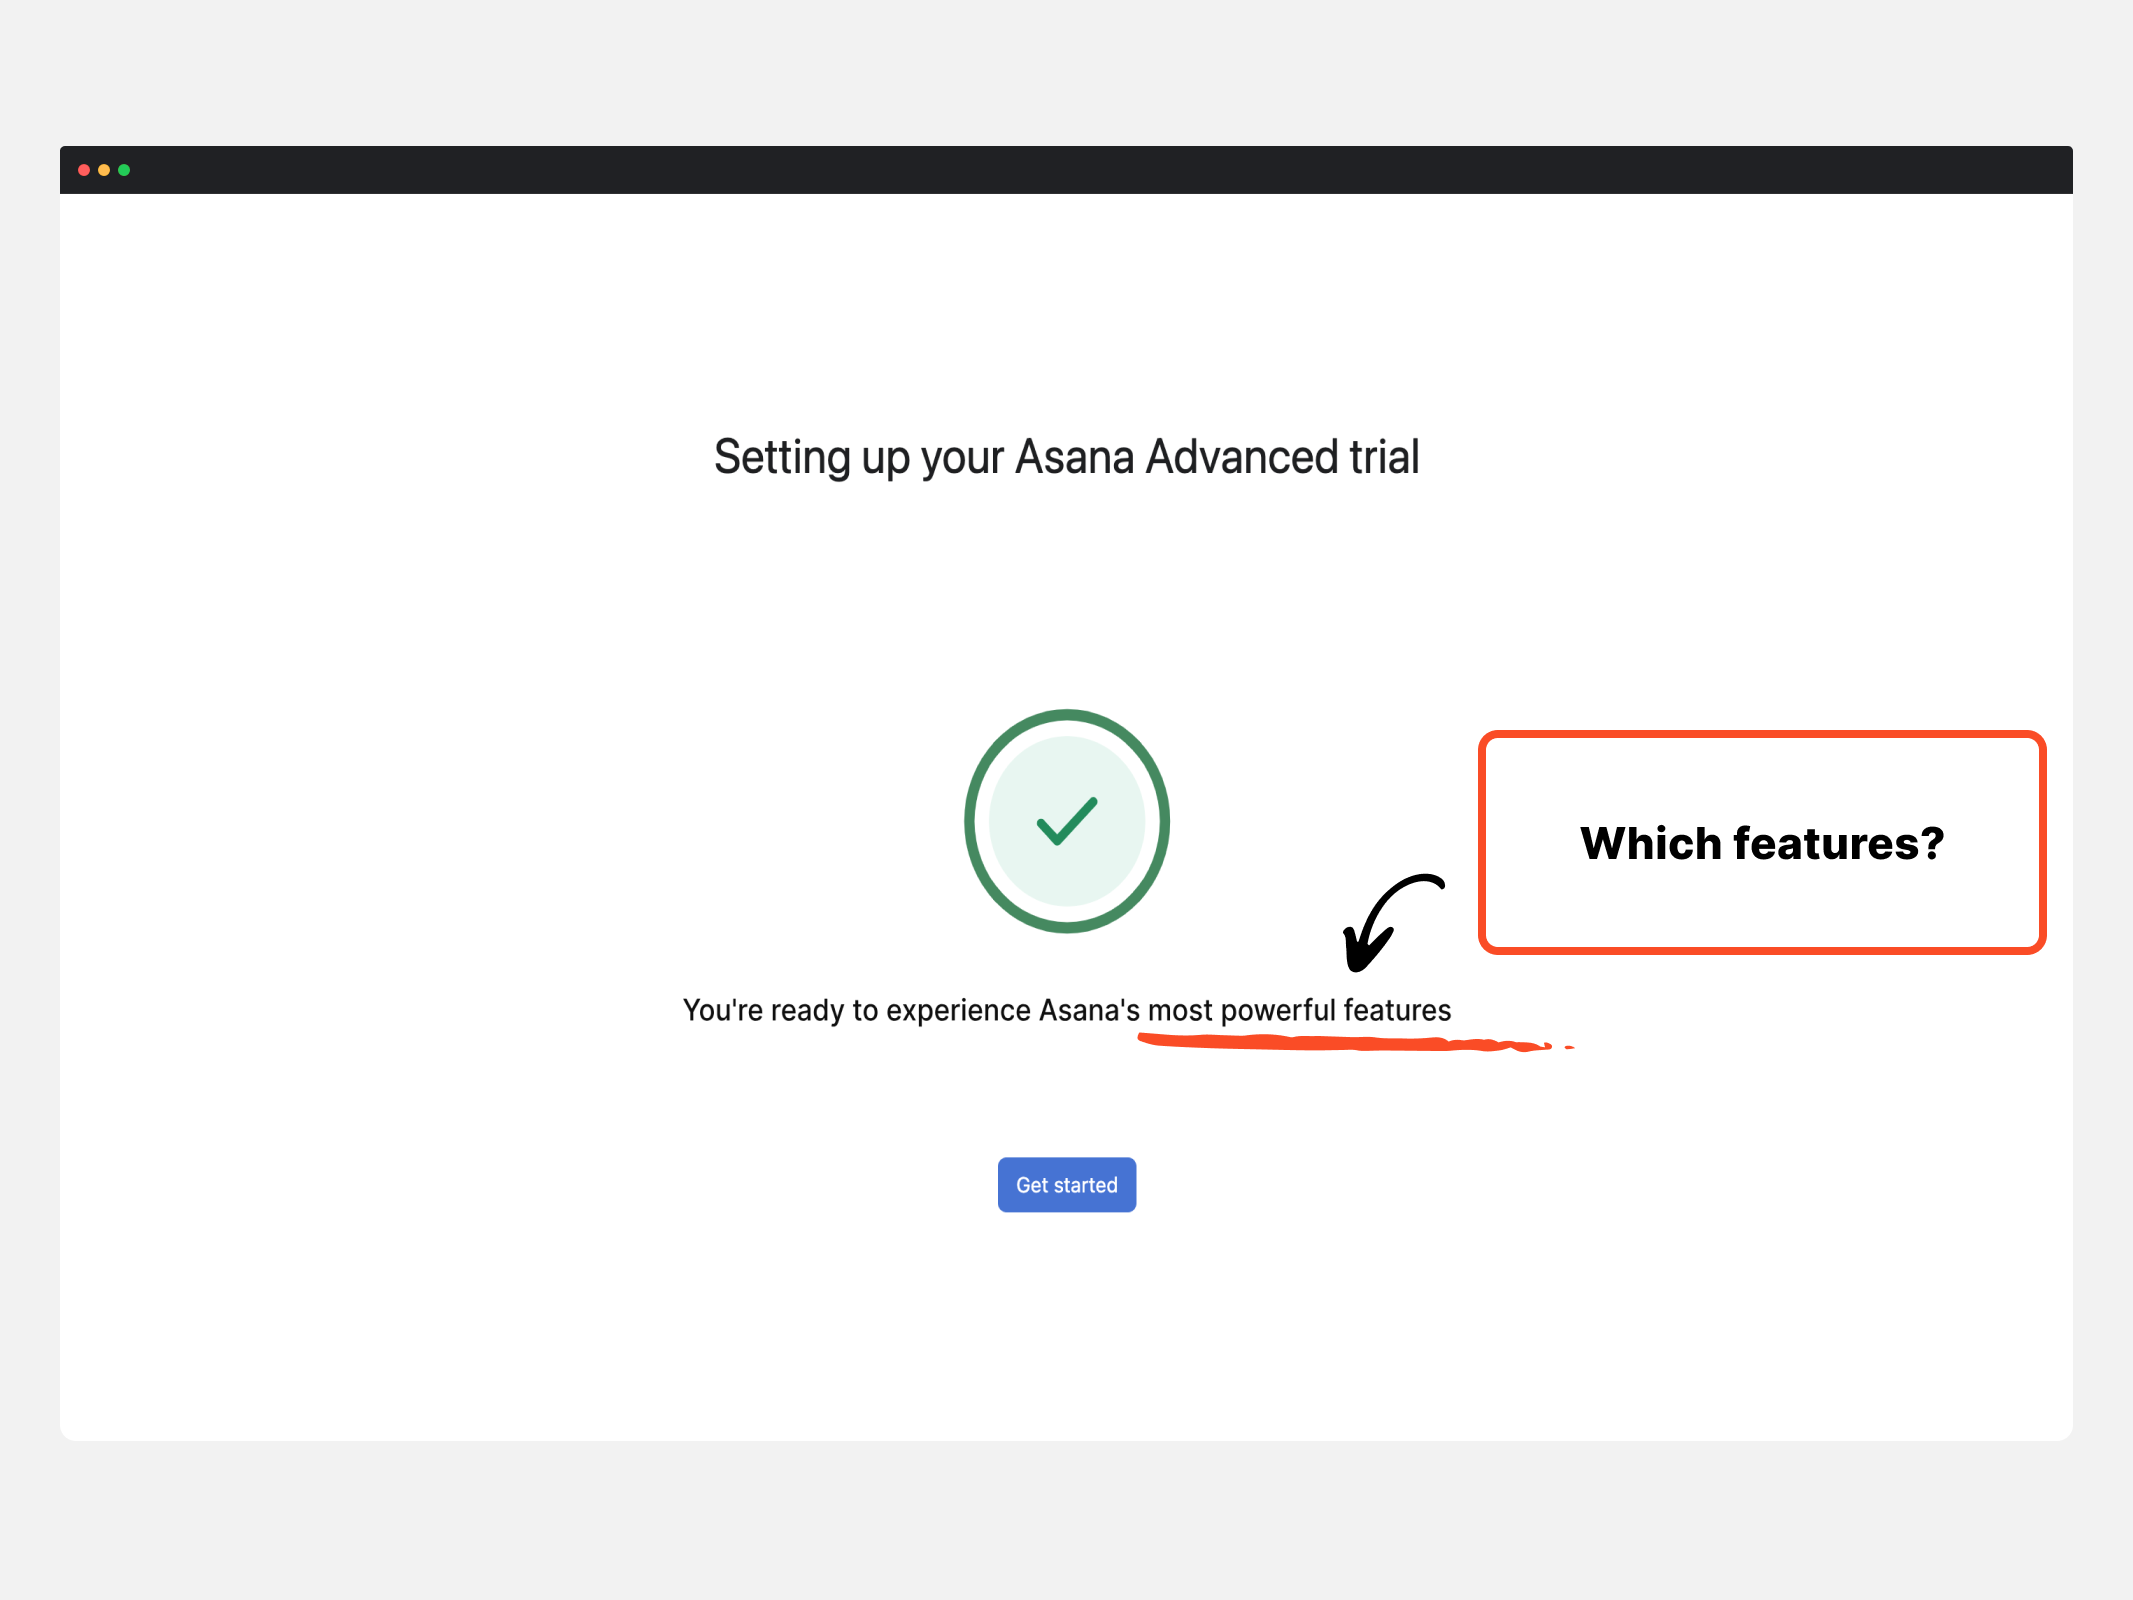 Setting up your Asana Advanced trial
Which features?
You're ready to experience Asana's most powerful features
Get started